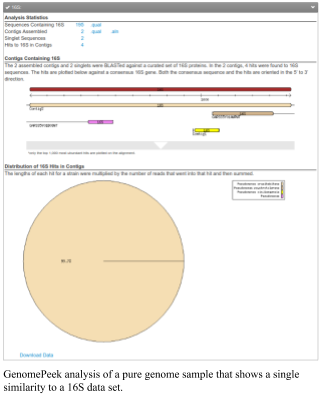 16S
Analysis Statistics
Sequences Containing 16S 190 .qual
Contigs Assembled 2 .qual .aln
Singlet Sequences 2
Hits to 16S in Contigs 4
Contigs Containing 16S
The 2 assembled contigs and 2 singlets were BLASTed against a curated set of 16S proteins. In the 2 contigs, 4 hits were found to 16S
sequences. The hits are plotted below against a consensus 16S gene. Both the consensus sequence and the hits are oriented in the 5' to 3'
direction.
Contig2
Contig1
Distribution of 16S Hits in Contigs
The lengths of each hit for a strain were multiplied by the number of reads that went into that hit and then summed.
Download Data
GenomePeek analysis of a pure genome sample that shows a single
similarity to a 16S data set.